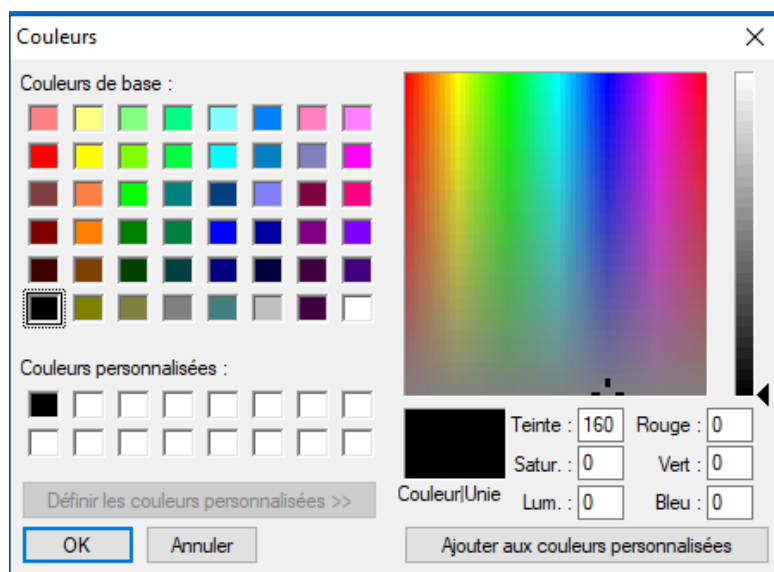 Couleurs
Couleurs de base :
Couleurs personnalisées :
Définir les couleurs personnalisées >>
OK
Annuler
Couleur|Unie
Teinte : 160
Satur. : 0
Lum. : 0
Rouge : 0
Vert : 0
Bleu : 0
Ajouter aux couleurs personnalisées